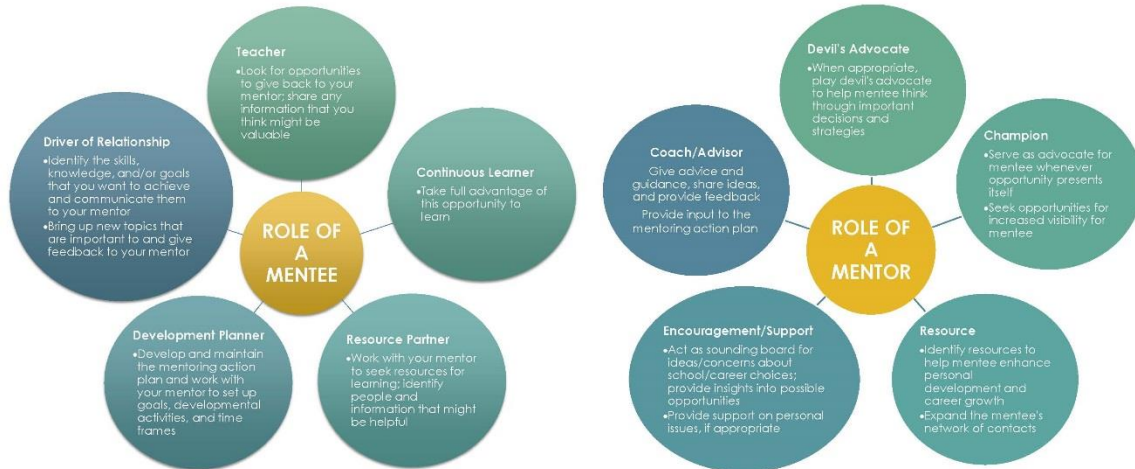 Teacher
•Look for opportunities
to give back to your
mentor; share any
information that you
think might be
valuable
Driver of Relationship
•Identify the skills,
knowledge, and/or goals
that you want to achieve
and communicate them
to your mentor
•Bring up new topics that
are important to and give
feedback to your mentor
Continuous Learner
•Take full advantage of
this opportunity to
learn
ROLE OF
A
MENTEE
Development Planner
•Develop and maintain
the mentoring action
plan and work with
your mentor to set up
goals, developmental
activities, and time
frames
Resource Partner
•Work with your mentor
to seek resources for
learning; identify
people and
information that might
be helpful
Devil's Advocate
•When appropriate,
play devil's advocate
to help mentee think
through important
decisions and
strategies
Coach/Advisor
Give advice and
guidance, share ideas,
and provide feedback
Provide input to the
mentoring action plan
Champion
•Serve as advocate for
mentee whenever
opportunity presents
itself
•Seek opportunities for
increased visibility for
mentee
ROLE OF
A
MENTOR
Encouragement/Support
•Act as sounding board for
ideas/concerns about
school/career choices;
provide insights into possible
opportunities
•Provide support on personal
issues, if appropriate
Resource
•Identify resources to
help mentee enhance
personal
development and
career growth
•Expand the mentee's
network of contacts